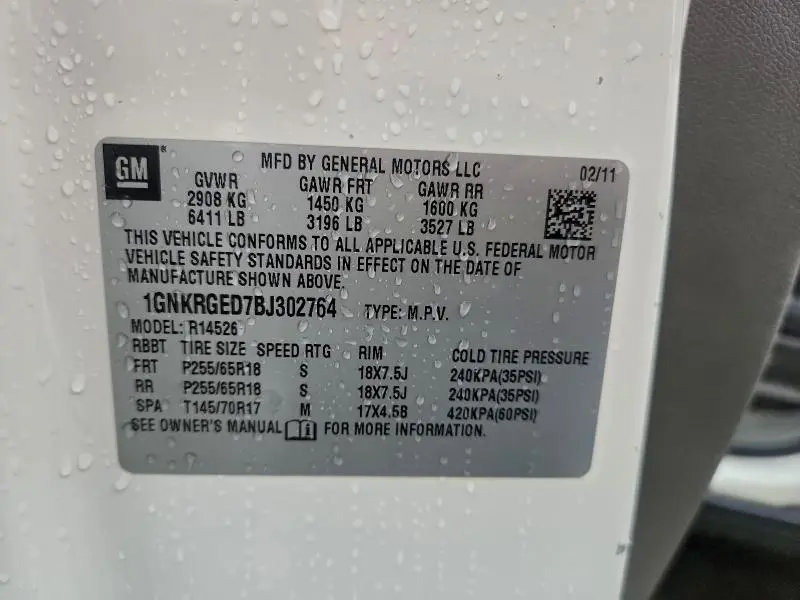 GM ® MFD BY GENERAL MOTORS LLC 02/11
GVWR GAWR FRT GAWR RR
2908 KG 1450 KG 1600 KG
6411 LB 3196 LB 3527 LB
THIS VEHICLE CONFORMS TO ALL APPLICABLE U.S. FEDERAL MOTOR
VEHICLE SAFETY STANDARDS IN EFFECT ON THE DATE OF
MANUFACTURE SHOWN ABOVE.
1GNKRGED7BJ302764 TYPE: M.P.V.
MODEL: R14526
RBBT TIRE SIZE SPEED RTG RIM COLD TIRE PRESSURE
FRT P255/65R18 S 18X7.5J 240KPA(35PSI)
RR P255/65R18 S 18X7.5J 240KPA(35PSI)
SPA T145/70R17 M 17X4.5B 420KPA(60PSI)
SEE OWNER'S MANUAL i FOR MORE INFORMATION.